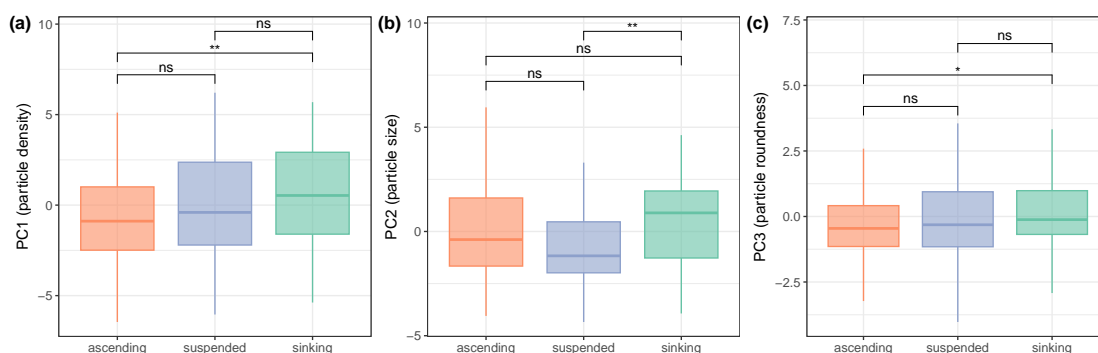 (a)
PC1 (particle density)
10
5
0
−5
ns
**
ns
ascending
suspended
sinking
(b)
PC2 (particle size)
10
5
0
−5
**
ns
ns
ascending
suspended
sinking
(c)
PC3 (particle roundness)
7.5
5.0
2.5
0.0
−2.5
ns
*
ns
ascending
suspended
sinking